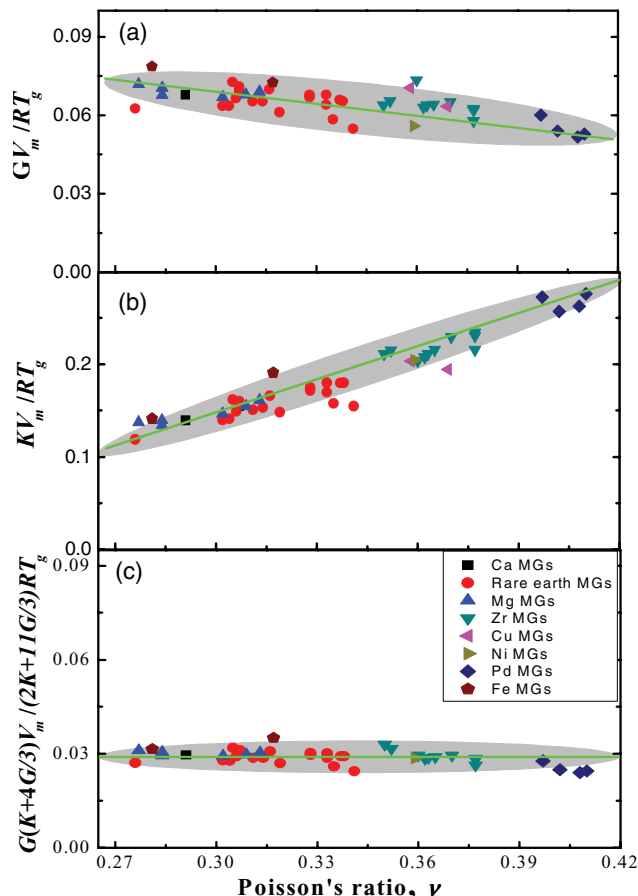 (a)
0.09
0.06
0.03
0.00
GV_m/RT_g
(b)
0.2
0.1
0.0
KV_m/RT_g
(c)
0.09
0.06
0.03
0.00
G(K+4G/3)V_m/(2K+11G/3)RT_g
Ca MGs
Rare earth MGs
Mg MGs
Zr MGs
Cu MGs
Ni MGs
Pd MGs
Fe MGs
0.27 0.30 0.33 0.36 0.39 0.42
Poisson's ratio, ν